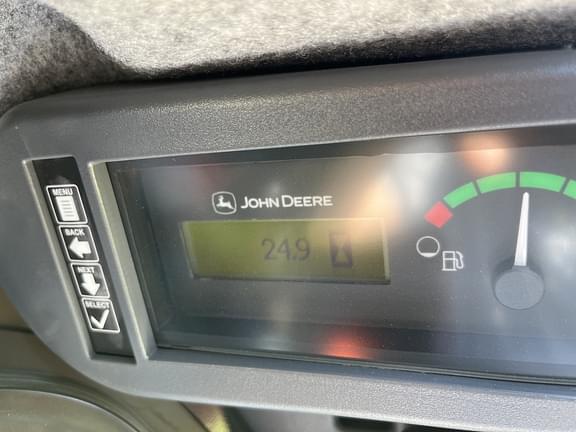 MENU
BACK
NEXT
SELECT
JOHN DEERE
24.9